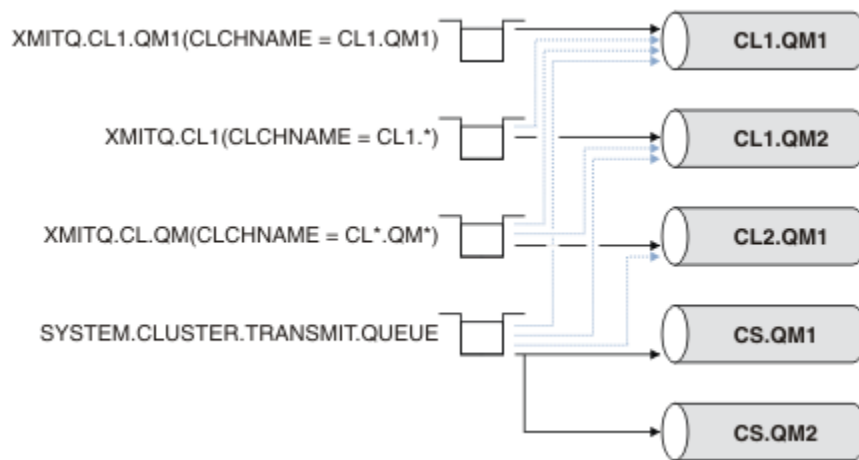 XMITQ.CL1.QM1(CLCHNAME = CL1.QM1)
CL1.QM1
XMITQ.CL1(CLCHNAME = CL1.*)
CL1.QM2
XMITQ.CL.QM(CLCHNAME = CL*.QM*)
CL2.QM1
SYSTEM.CLUSTER.TRANSMIT.QUEUE
CS.QM1
CS.QM2